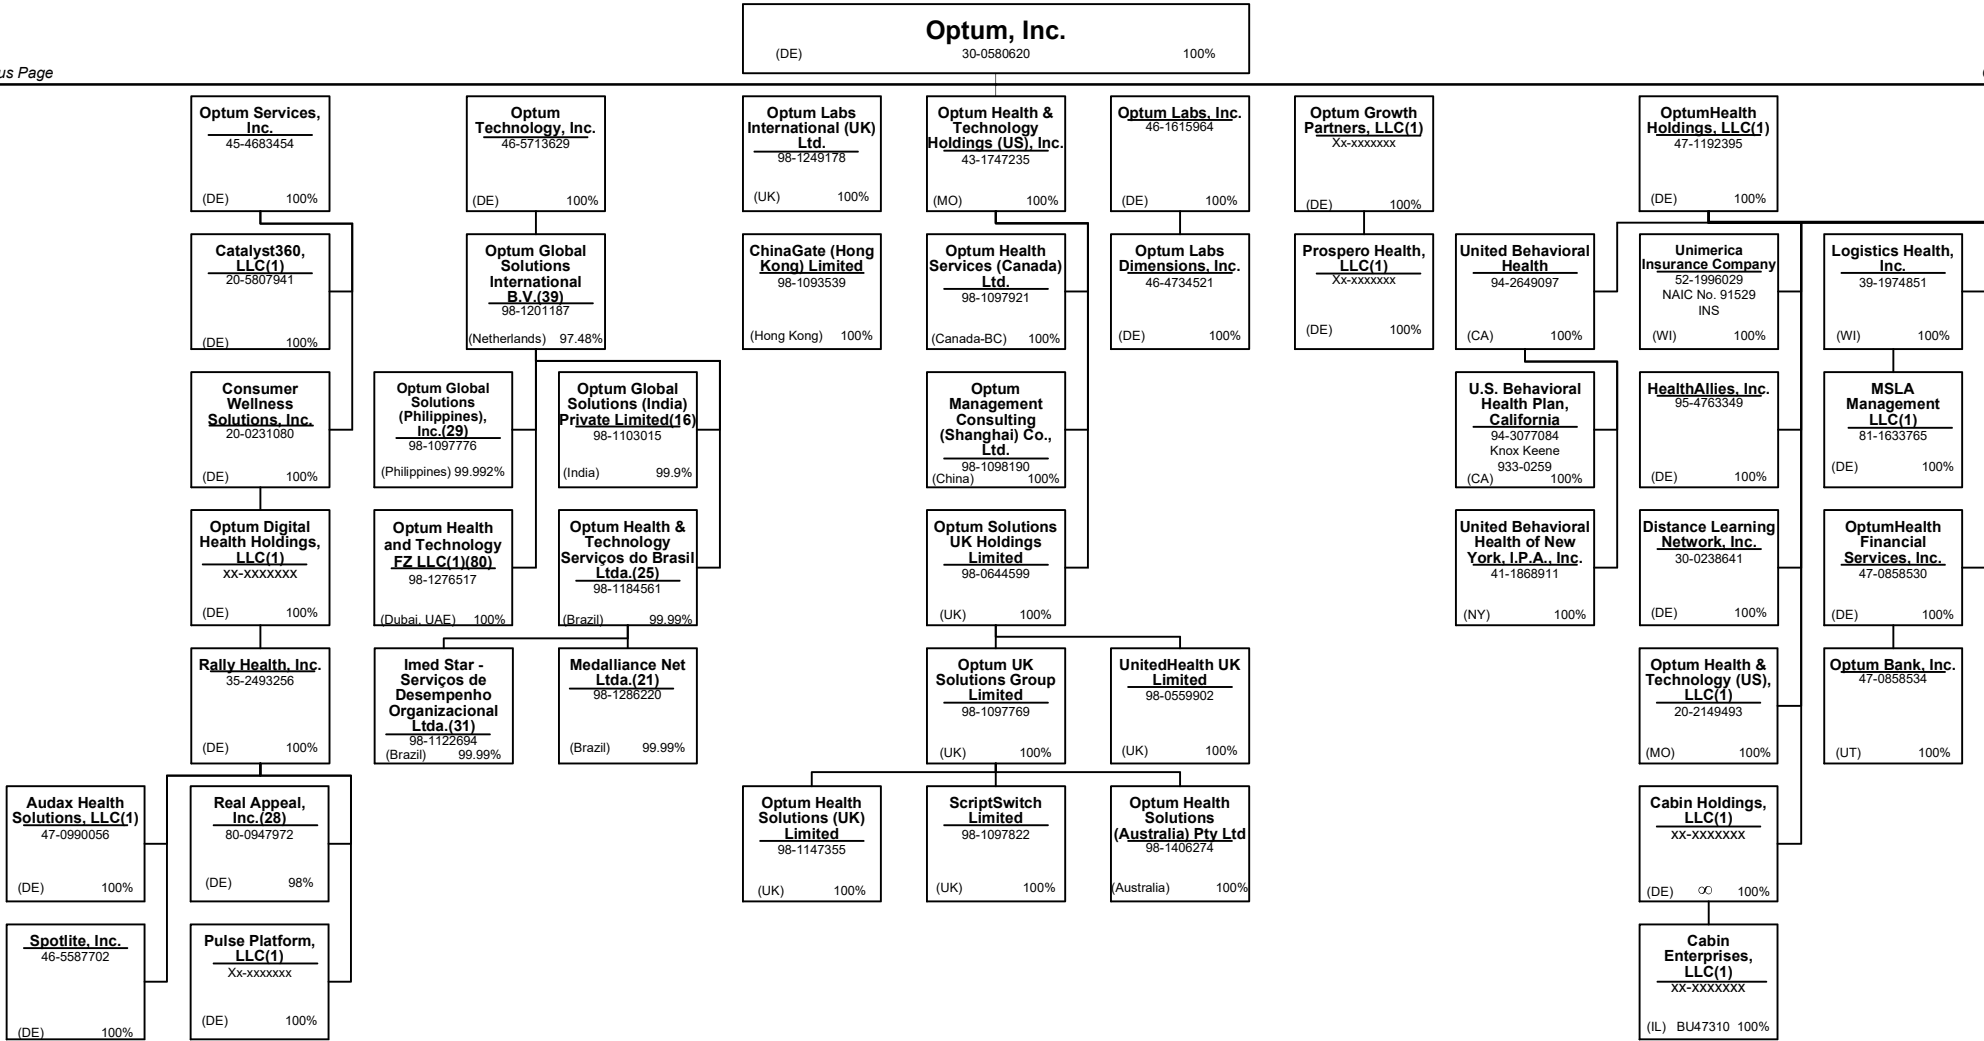 Optum, Inc.
(DE) 30-0580620 100%
us Page
Optum Services,
Inc.
45-4683454
(DE) 100%
Optum
Technology, Inc.
46-5713629
(DE) 100%
Optum Labs
International (UK)
Ltd.
98-1249178
(UK) 100%
Optum Health &
Technology
Holdings (US), Inc.
43-1747235
(MO) 100%
Optum Labs, Inc.
46-1615964
(DE) 100%
Optum Growth
Partners, LLC(1)
Xx-xxxxxxx
(DE) 100%
OptumHealth
Holdings, LLC(1)
47-1192395
(DE) 100%
Catalyst360,
LLC(1)
20-5807941
(DE) 100%
Optum Global
Solutions
International
B.V.(39)
98-1201187
(Netherlands) 97.48%
ChinaGate (Hong
Kong) Limited
98-1093539
(Hong Kong) 100%
Optum Health
Services (Canada)
Ltd.
98-1097921
(Canada-BC) 100%
Optum Labs
Dimensions, Inc.
46-4734521
(DE) 100%
Prospero Health,
LLC(1)
Xx-xxxxxxx
(DE) 100%
United Behavioral
Health
94-2649097
(CA) 100%
Unimerica
Insurance Company
52-1996029
NAIC No. 91529
INS
(WI) 100%
Logistics Health,
Inc.
39-1974851
(WI) 100%
Consumer
Wellness
Solutions, Inc.
20-0231080
(DE) 100%
Optum Global
Solutions
(Philippines),
Inc.(29)
98-1097776
(Philippines) 99.992%
Optum Global
Solutions (India)
Private Limited(16)
98-1103015
(India) 99.9%
Optum
Management
Consulting
(Shanghai) Co.,
Ltd.
98-1098190
(China) 100%
U.S. Behavioral
Health Plan,
California
94-3077084
Knox Keene
933-0259
(CA) 100%
HealthAllies, Inc.
95-4763349
(DE) 100%
MSLA
Management
LLC(1)
81-1633765
(DE) 100%
Optum Digital
Health Holdings,
LLC(1)
xx-xxxxxxx
(DE) 100%
Optum Health
and Technology
FZ LLC(1)(80)
98-1276517
(Dubai, UAE) 100%
Optum Health &
Technology
Serviços do Brasil
Ltda.(25)
98-1184561
(Brazil) 99.99%
Optum Solutions
UK Holdings
Limited
98-0644599
(UK) 100%
United Behavioral
Health of New
York, I.P.A., Inc.
41-1868911
(NY) 100%
Distance Learning
Network, Inc.
30-0238641
(DE) 100%
OptumHealth
Financial
Services, Inc.
47-0858530
(DE) 100%
Rally Health, Inc.
35-2493256
(DE) 100%
Imed Star -
Serviços de
Desempenho
Organizacional
Ltda.(31)
98-1122694
(Brazil) 99.99%
Medalliance Net
Ltda.(21)
98-1286220
(Brazil) 99.99%
Optum UK
Solutions Group
Limited
98-1097769
(UK) 100%
UnitedHealth UK
Limited
98-0559902
(UK) 100%
Optum Health &
Technology (US),
LLC(1)
20-2149493
(MO) 100%
Optum Bank, Inc.
47-0858534
(UT) 100%
Audax Health
Solutions, LLC(1)
47-0990056
(DE) 100%
Real Appeal,
Inc.(28)
80-0947972
(DE) 98%
Optum Health
Solutions (UK)
Limited
98-1147355
(UK) 100%
ScriptSwitch
Limited
98-1097822
(UK) 100%
Optum Health
Solutions
(Australia) Pty Ltd
98-1406274
(Australia) 100%
Cabin Holdings,
LLC(1)
xx-xxxxxxx
(DE) ∞ 100%
Spotlite, Inc.
46-5587702
(DE) 100%
Pulse Platform,
LLC(1)
Xx-xxxxxxx
(DE) 100%
Cabin
Enterprises,
LLC(1)
xx-xxxxxxx
(IL) BU47310 100%